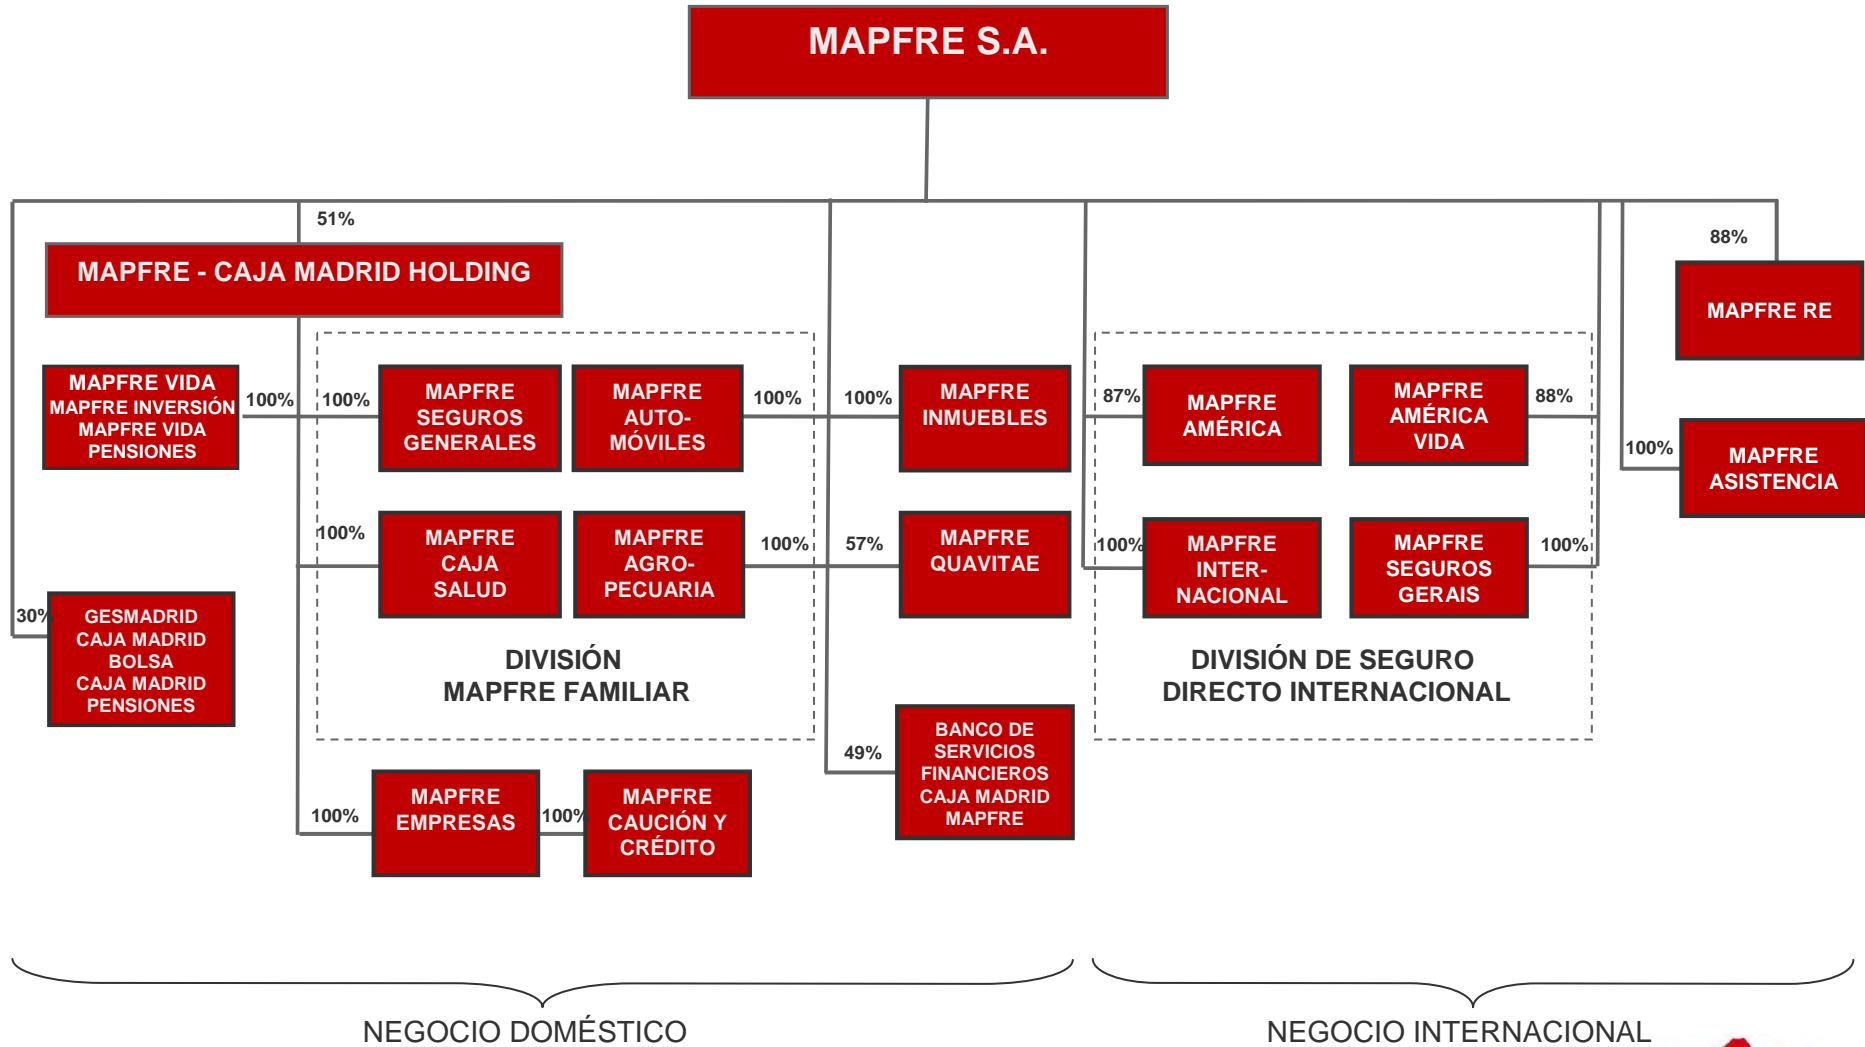 MAPFRE S.A.
51%
MAPFRE - CAJA MADRID HOLDING
88%
MAPFRE RE
MAPFRE VIDA
MAPFRE INVERSIÓN
MAPFRE VIDA
PENSIONES
100%
100%
MAPFRE
SEGUROS
GENERALES
MAPFRE
AUTO-
MÓVILES
100%
100%
MAPFRE
INMUEBLES
87%
MAPFRE
AMÉRICA
MAPFRE
AMÉRICA
VIDA
88%
100%
MAPFRE
ASISTENCIA
100%
MAPFRE
CAJA
SALUD
MAPFRE
AGRO-
PECUARIA
100%
57%
MAPFRE
QUAVITAE
100%
MAPFRE
INTER-
NACIONAL
MAPFRE
SEGUROS
GERAIS
100%
30%
GESMADRID
CAJA MADRID
BOLSA
CAJA MADRID
PENSIONES
DIVISIÓN
MAPFRE FAMILIAR
DIVISIÓN DE SEGURO
DIRECTO INTERNACIONAL
49%
BANCO DE
SERVICIOS
FINANCIEROS
CAJA MADRID
MAPFRE
100%
MAPFRE
EMPRESAS
100%
MAPFRE
CAUCIÓN Y
CRÉDITO
NEGOCIO DOMÉSTICO
NEGOCIO INTERNACIONAL